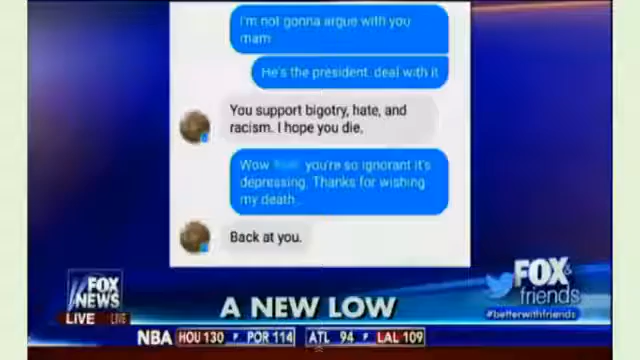 I'm not gonna argue with you
mam
He's the president. deal with it
You support bigotry, hate, and
racism. I hope you die.
Wow you're so ignorant it's
depressing. Thanks for wishing
my death.
Back at you.
FOX
NEWS
LIVE LIVE
A NEW LOW
FOX &
friends
#betterwithfriends
NBA HOU 130 F POR 114 ATL 94 F LAL 109